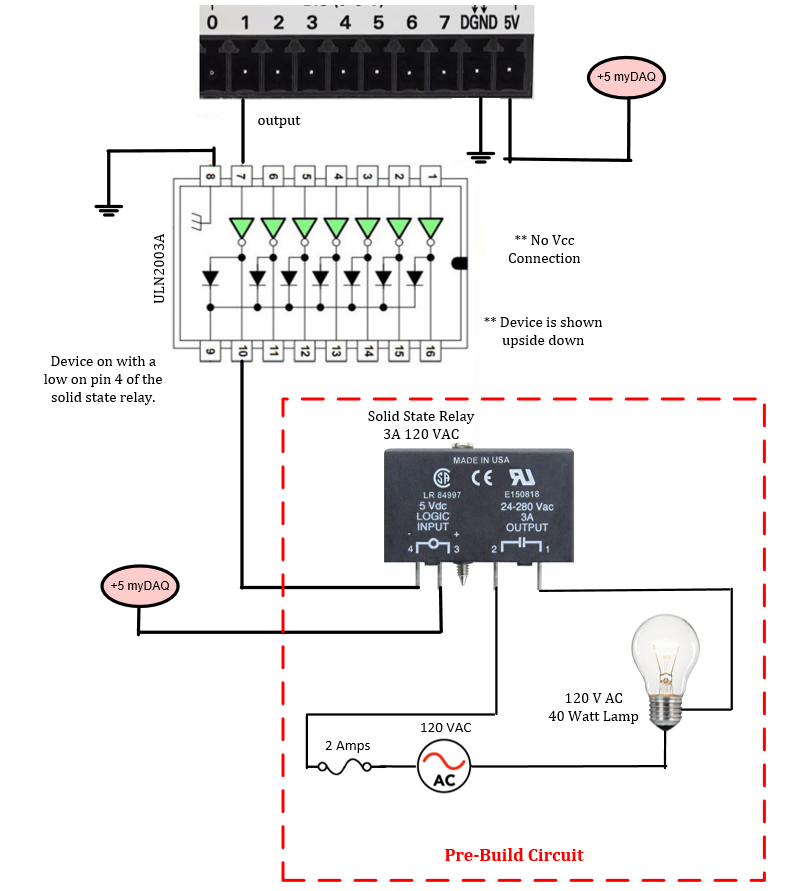 0 1 2 3 4 5 6 7 DGND 5V
+5 myDAQ
output
8 7 6 5 4 3 2 1
ULN2003A
** No Vcc
Connection
** Device is shown
upside down
9 10 11 12 13 14 15 16
Device on with a
low on pin 4 of the
solid state relay.
Solid State Relay
3A 120 VAC
MADE IN USA
SA CE RU
LR 84997 E150818
5 Vdc 24-280 Vac
LOGIC 3A
INPUT OUTPUT
- +
4 3 2 1
+5 myDAQ
120 V AC
40 Watt Lamp
120 VAC
2 Amps
AC
Pre-Build Circuit